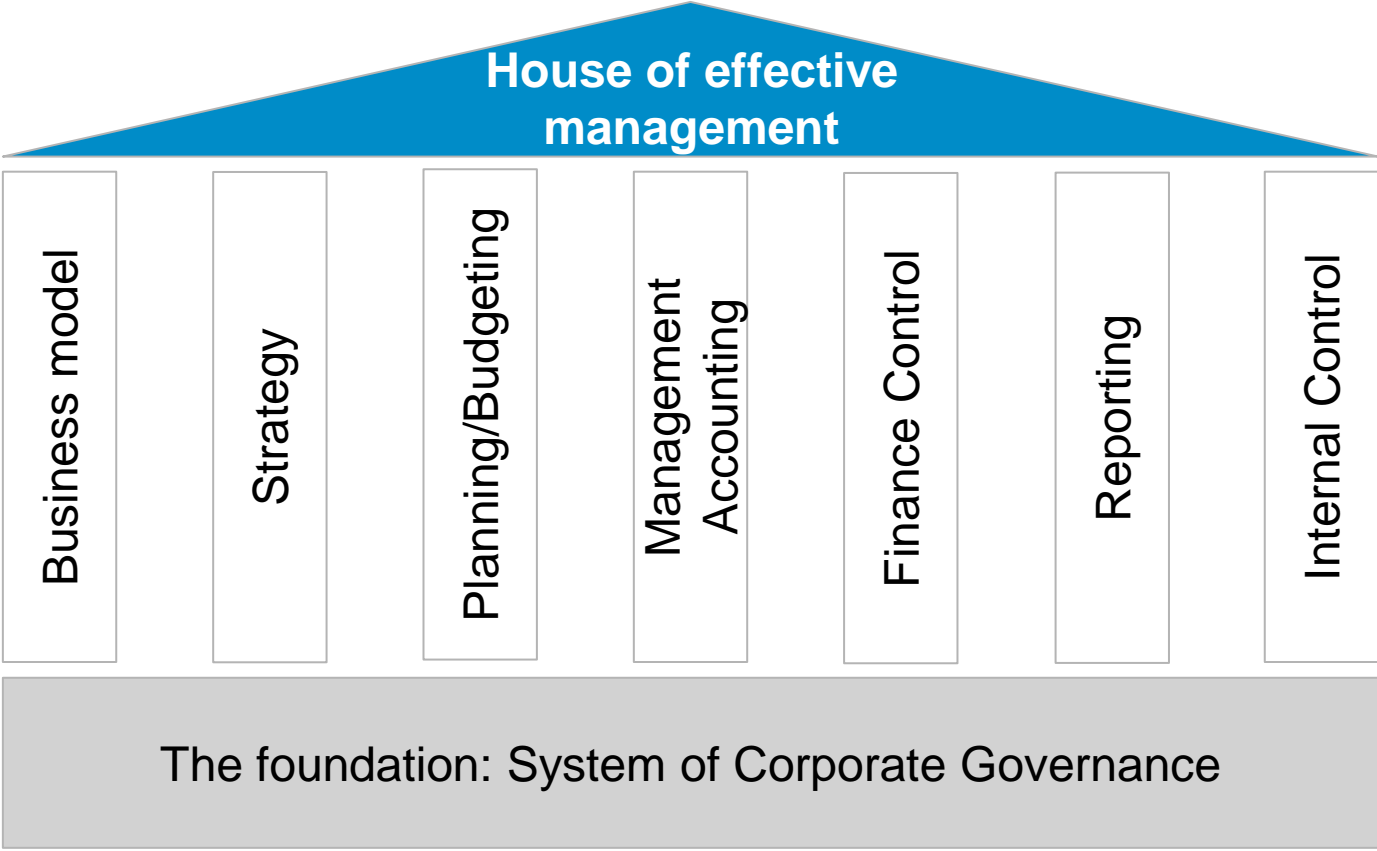 House of effective
management
Business model
Strategy
Planning/Budgeting
Management
Accounting
Finance Control
Reporting
Internal Control
The foundation: System of Corporate Governance